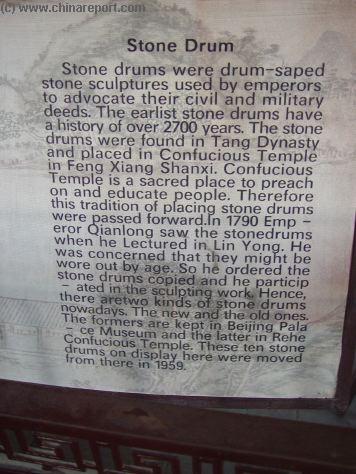 (c) www.chinareport.com
Stone Drum
Stone drums were drum-saped
stone sculptures used by emperors
to advocate their civil and military
deeds. The earlist stone drums have
a history of over 2700 years. The stone
drums were found in Tang Dynasty
and placed in Confucious Temple
in Feng Xiang Shanxi. Confucious
Temple is a sacred place to preach
on and educate people. Therefore
this tradition of placing stone drums
were passed forward.In 1790 Emp -
eror Qianlong saw the stonedrums
when he Lectured in Lin Yong. He
was concerned that they might be
wore out by age. So he ordered the
stone drums copied and he particip
- ated in the sculpting work. Hence,
there aretwo kinds of stone drums
nowadays. The new and the old ones.
The formers are kept in Beijing Pala
- ce Museum and the latter in Rehe
Confucious Temple. These ten stone
drums on display here were moved
from there in 1959.